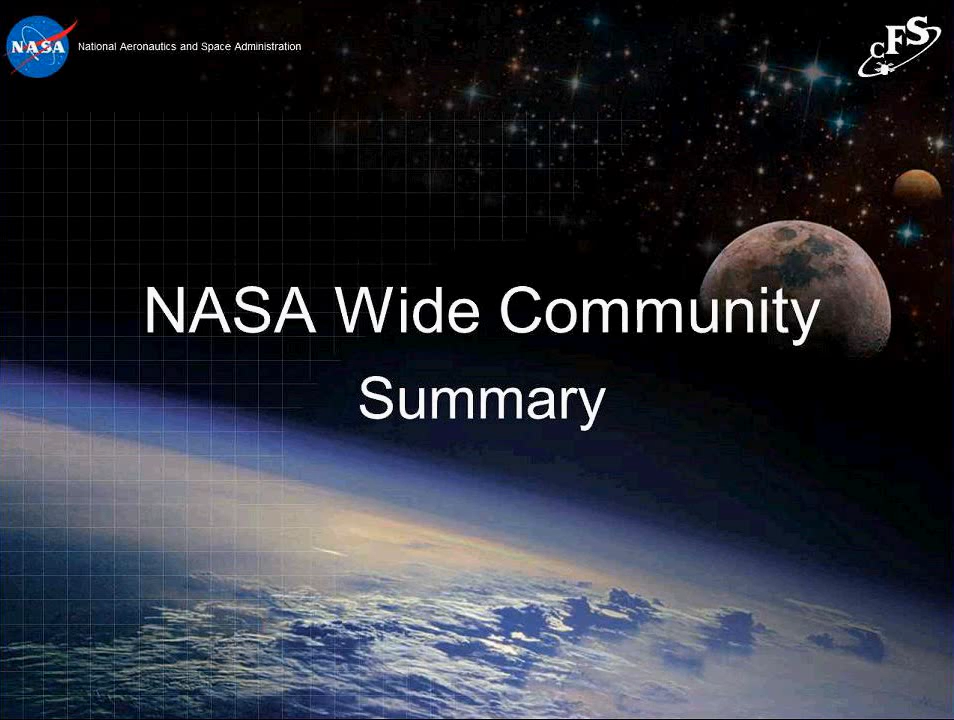 NASA
National Aeronautics and Space Administration
CFS
NASA Wide Community
Summary